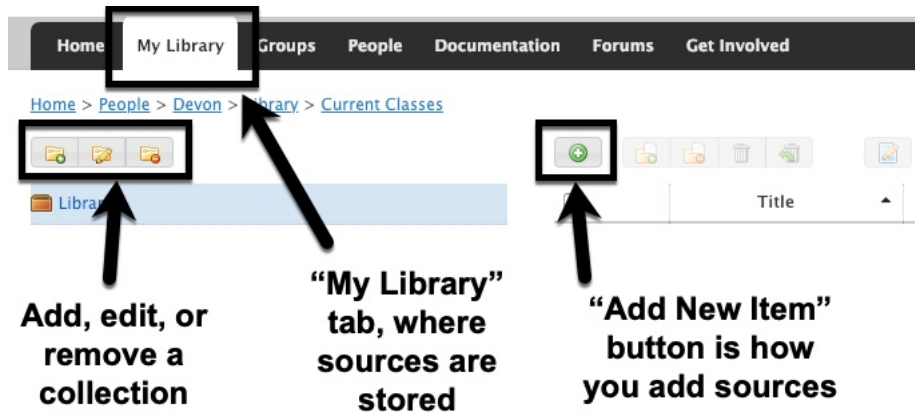 Home My Library Groups People Documentation Forums Get Involved
Home > People > Devon > Library > Current Classes
Library
Title
Add, edit, or
remove a
collection
“My Library”
tab, where
sources are
stored
“Add New Item”
button is how
you add sources